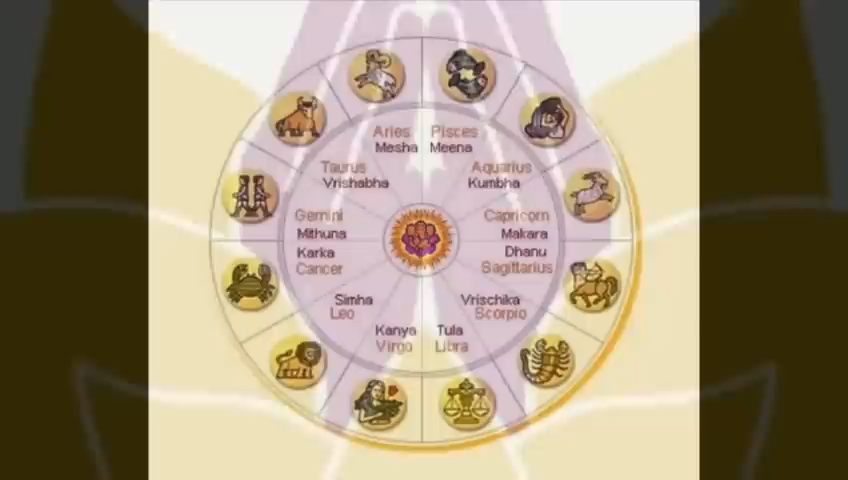 Aries Pisces
Mesha Meena
Taurus Aquarius
Vrishabha Kumbha
Gemini Capricorn
Mithuna Makara
Karka Dhanu
Cancer Sagittarius
Simha Vrischika
Leo Scorpio
Kanya Tula
Virgo Libra